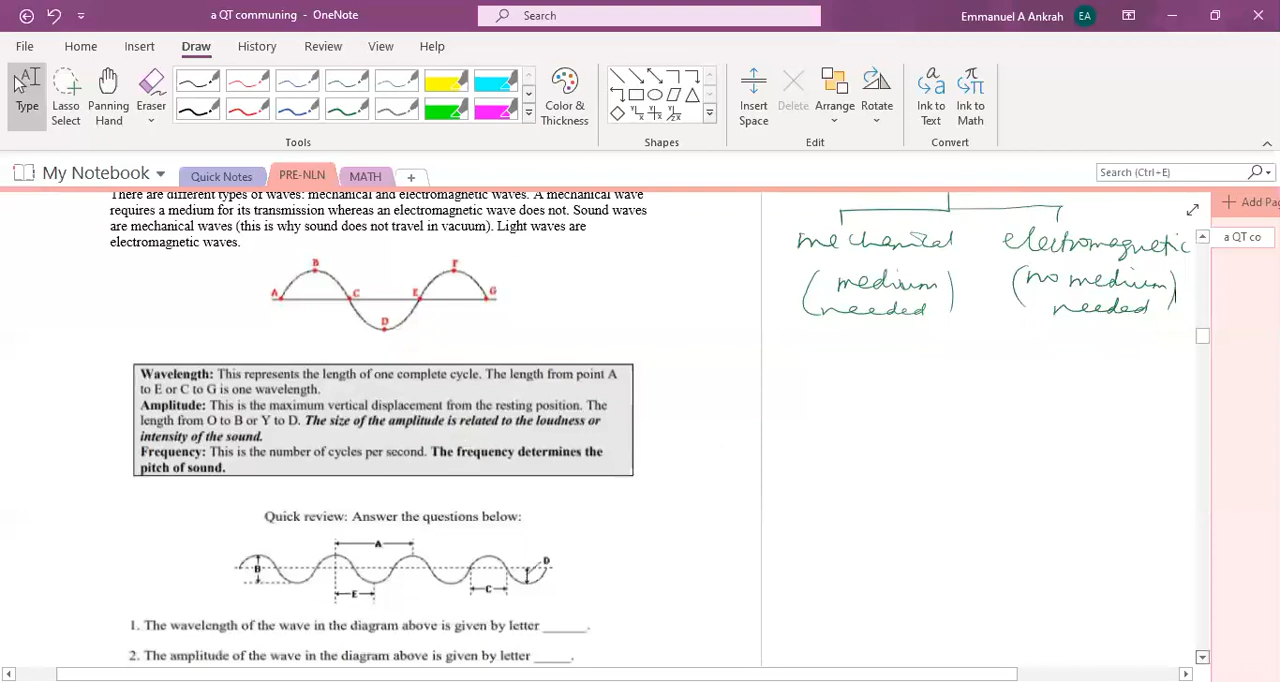 a QT communing - OneNote
Search
Emmanuel A Ankrah
EA
File
Home
Insert
Draw
History
Review
View
Help
Type
Lasso
Select
Panning
Hand
Eraser
Color &
Thickness
Insert
Space
Delete
Arrange
Rotate
Ink to
Text
Ink to
Math
Tools
Shapes
Edit
Convert
My Notebook
Quick Notes
PRE-NLN
MATH
+
Search (Ctrl+E)
There are different types of waves: mechanical and electromagnetic waves. A mechanical wave
requires a medium for its transmission whereas an electromagnetic wave does not. Sound waves
are mechanical waves (this is why sound does not travel in vacuum). Light waves are
electromagnetic waves.
A
B
C
D
E
F
G
Wavelength: This represents the length of one complete cycle. The length from point A
to E or C to G is one wavelength.
Amplitude: This is the maximum vertical displacement from the resting position. The
length from O to B or Y to D. The size of the amplitude is related to the loudness or
intensity of the sound.
Frequency: This is the number of cycles per second. The frequency determines the
pitch of sound.
Quick review: Answer the questions below:
A
B
E
C
D
1. The wavelength of the wave in the diagram above is given by letter ______.
2. The amplitude of the wave in the diagram above is given by letter _____.
mechanical
(medium
needed)
electromagnetic
(no medium
needed)
Add Pag
a QT co